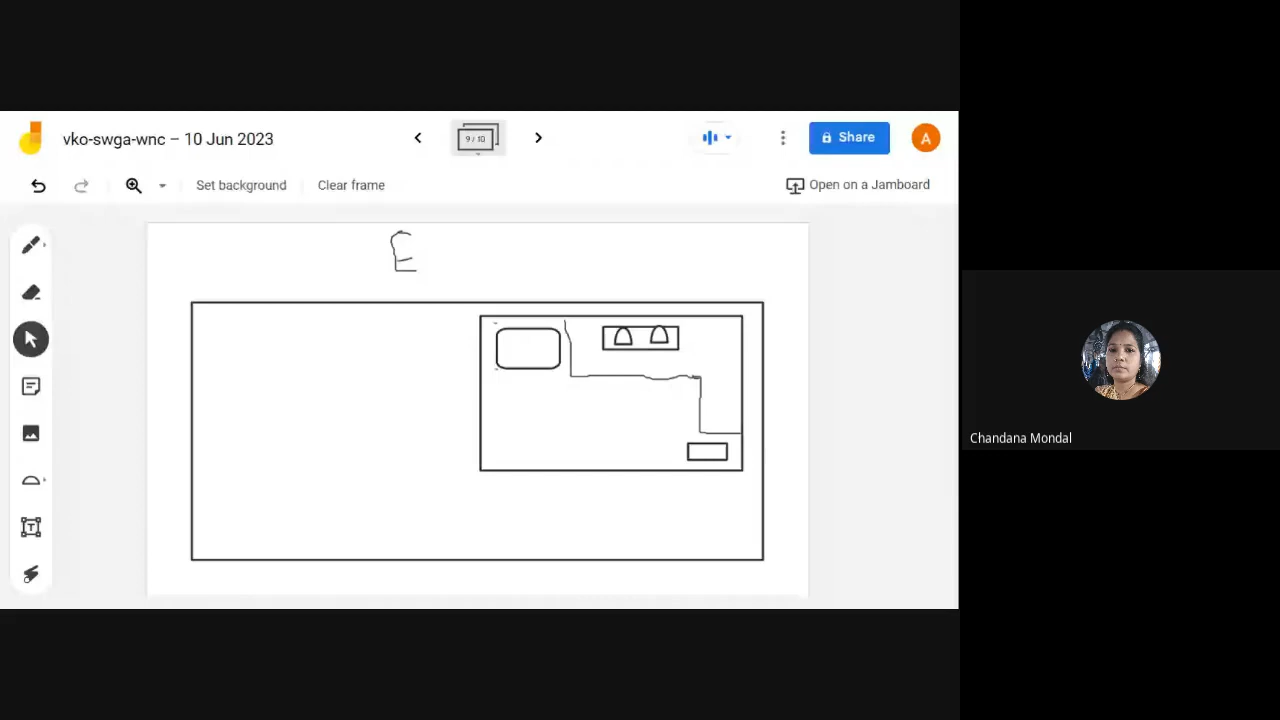 vko-swga-wnc – 10 Jun 2023
9 / 10
Share
A
Set background
Clear frame
Open on a Jamboard
E
T
Chandana Mondal